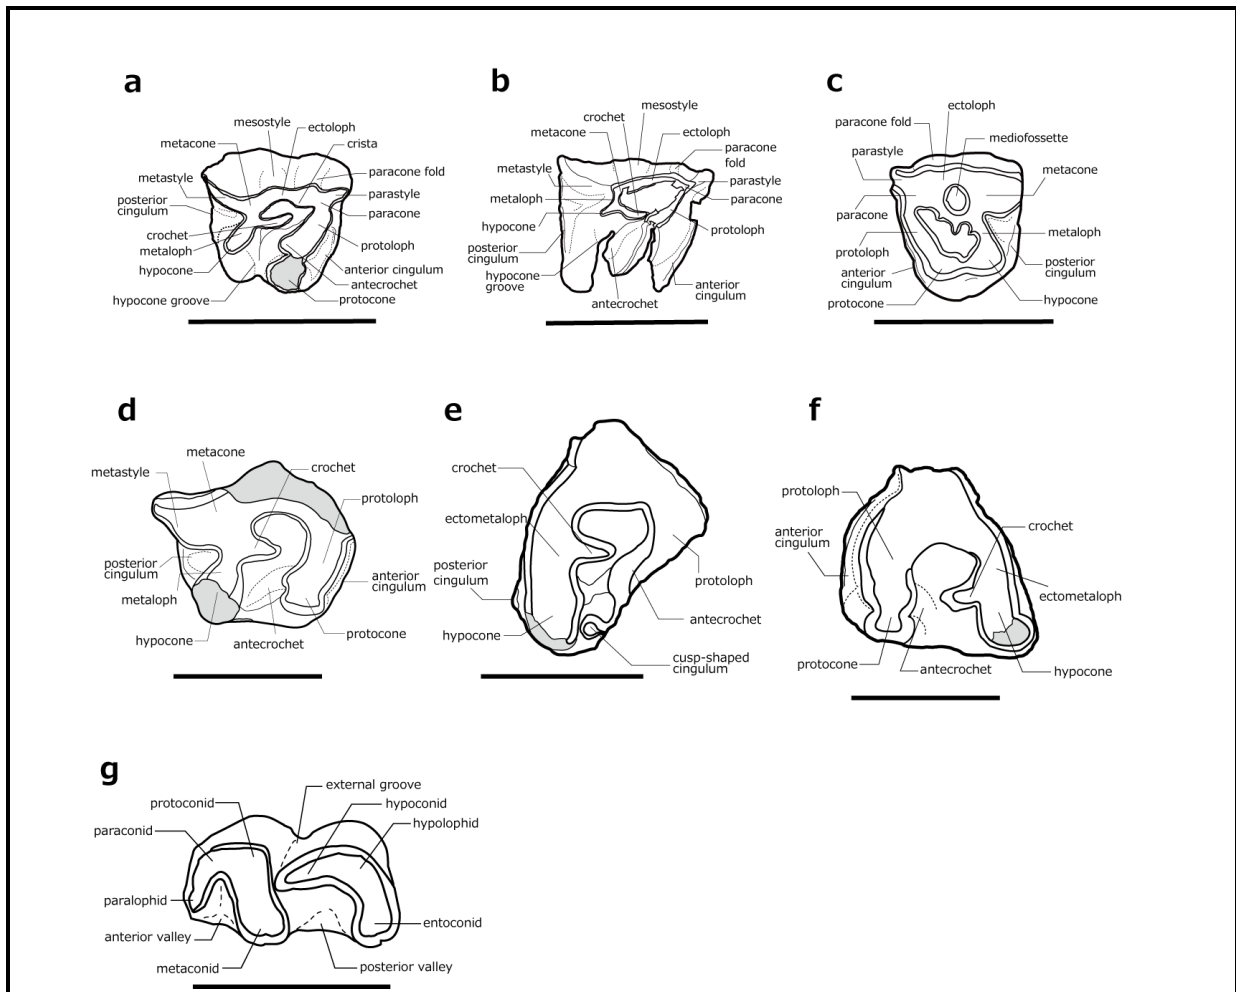 a
mesostyle
ectoloph
metacone
crista
metastyle
paracone fold
parastyle
posterior
cingulum
paracone
crochet
metaloph
protoloph
hypocone
anterior cingulum
antecrochet
hypocone groove
protocone
b
mesostyle
crochet
metacone
ectoloph
paracone
fold
metastyle
parastyle
metaloph
paracone
hypocone
protoloph
posterior
cingulum
hypocone
groove
anterior
cingulum
antecrochet
c
ectoloph
paracone fold
mediofossette
parastyle
metacone
paracone
metaloph
protoloph
posterior
cingulum
anterior
cingulum
protocone
hypocone
d
metacone
metastyle
crochet
protoloph
posterior
cingulum
metaloph
anterior
cingulum
hypocone
protocone
antecrochet
e
crochet
ectometaloph
posterior
cingulum
protoloph
antecrochet
hypocone
cusp-shaped
cingulum
f
protoloph
crochet
anterior
cingulum
ectometaloph
protocone
antecrochet
hypocone
g
external groove
protoconid
hypoconid
paraconid
hypolophid
paralophid
entoconid
anterior valley
metaconid
posterior valley